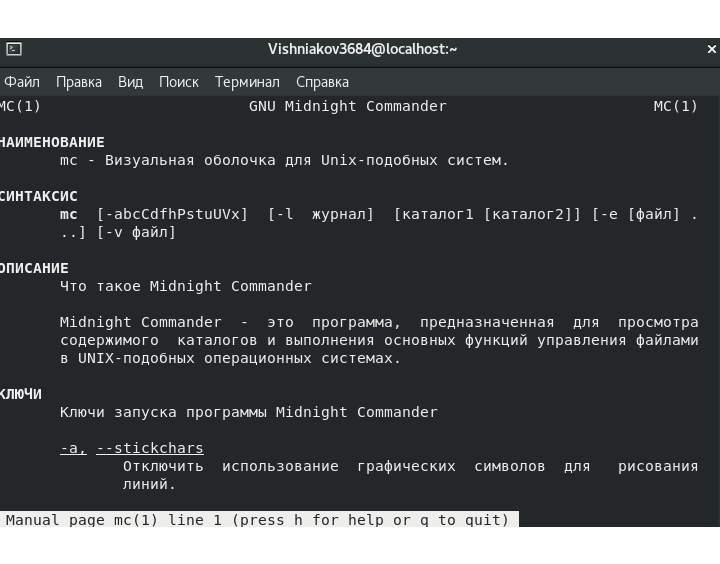 Vishniakov3684@localhost:~
Файл Правка Вид Поиск Терминал Справка
MC(1) GNU Midnight Commander MC(1)
НАИМЕНОВАНИЕ
mc - Визуальная оболочка для Unix-подобных систем.
СИНТАКСИС
mc [-abcCdfhPstuUVx] [-l журнал] [каталог1 [каталог2]] [-e [файл] .
..] [-v файл]
ОПИСАНИЕ
Что такое Midnight Commander
Midnight Commander - это программа, предназначенная для просмотра
содержимого каталогов и выполнения основных функций управления файлами
в UNIX-подобных операционных системах.
КЛЮЧИ
Ключи запуска программы Midnight Commander
-a, --stickchars
Отключить использование графических символов для рисования
линий.
Manual page mc(1) line 1 (press h for help or q to quit)